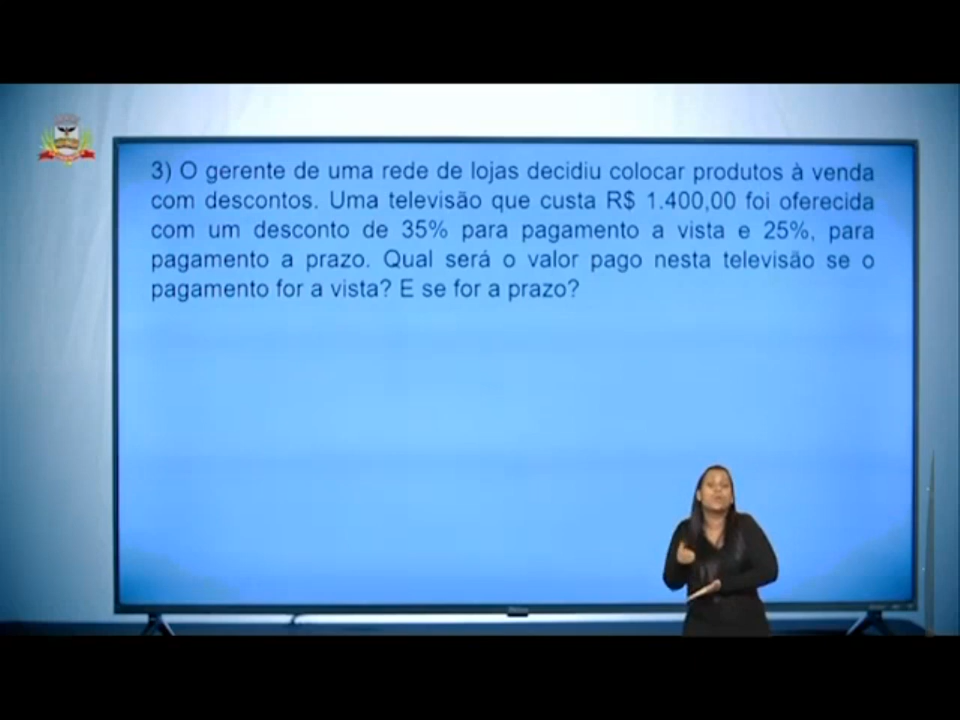 3) O gerente de uma rede de lojas decidiu colocar produtos à venda
com descontos. Uma televisão que custa R$ 1.400,00 foi oferecida
com um desconto de 35% para pagamento a vista e 25%, para
pagamento a prazo. Qual será o valor pago nesta televisão se o
pagamento for a vista? E se for a prazo?